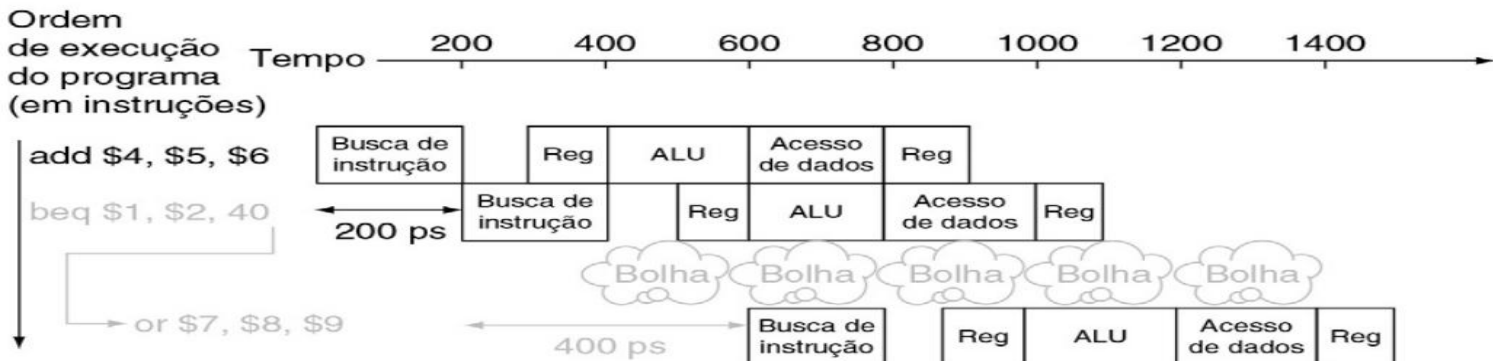 Ordem
de execução
do programa
(em instruções)
Tempo
200 400 600 800 1000 1200 1400
add $4, $5, $6
Busca de
instrução
Reg
ALU
Acesso
de dados
Reg
beq $1, $2, 40
200 ps
Busca de
instrução
Reg
ALU
Acesso
de dados
Reg
Bolha Bolha Bolha Bolha Bolha
or $7, $8, $9
400 ps
Busca de
instrução
Reg
ALU
Acesso
de dados
Reg